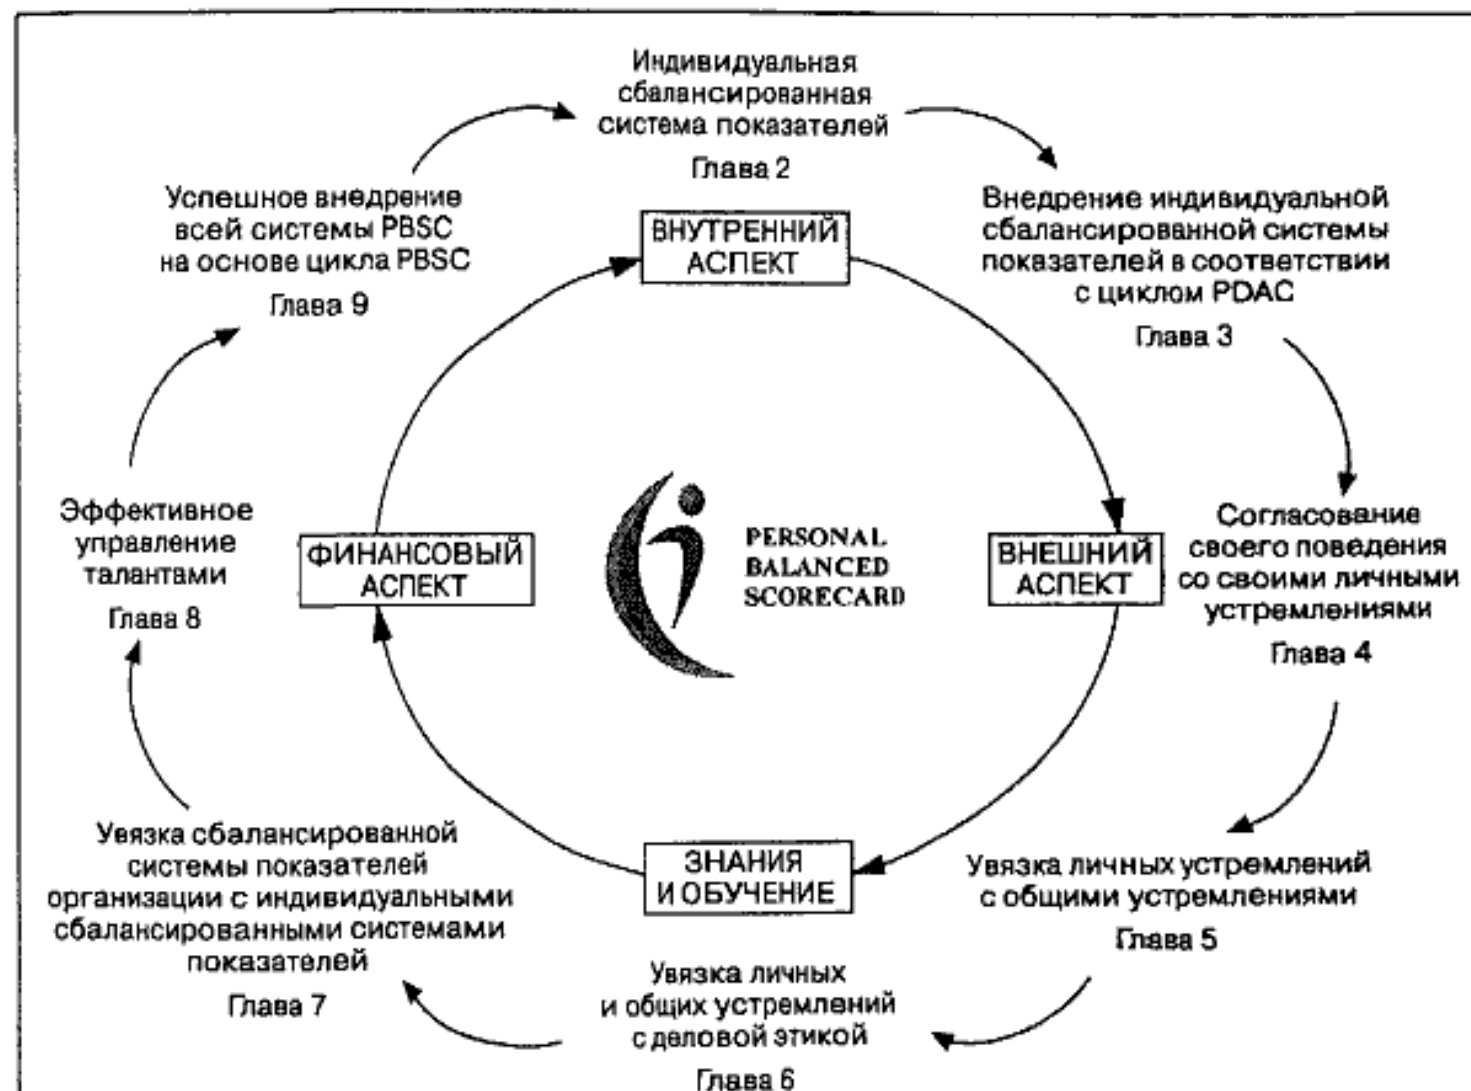 Индивидуальная
сбалансированная
система показателей
Глава 2
Внедрение индивидуальной
сбалансированной системы
показателей в соответствии
с циклом PDAC
Глава 3
Согласование
своего поведения
со своими личными
устремлениями
Глава 4
Увязка личных устремлений
с общими устремлениями
Глава 5
Увязка личных
и общих устремлений
с деловой этикой
Глава 6
Увязка сбалансированной
системы показателей
организации с индивидуальными
сбалансированными системами
показателей
Глава 7
Эффективное
управление
талантами
Глава 8
Успешное внедрение
всей системы PBSC
на основе цикла PBSC
Глава 9
ВНУТРЕННИЙ
АСПЕКТ
ВНЕШНИЙ
АСПЕКТ
ЗНАНИЯ
И ОБУЧЕНИЕ
ФИНАНСОВЫЙ
АСПЕКТ
PERSONAL
BALANCED
SCORECARD